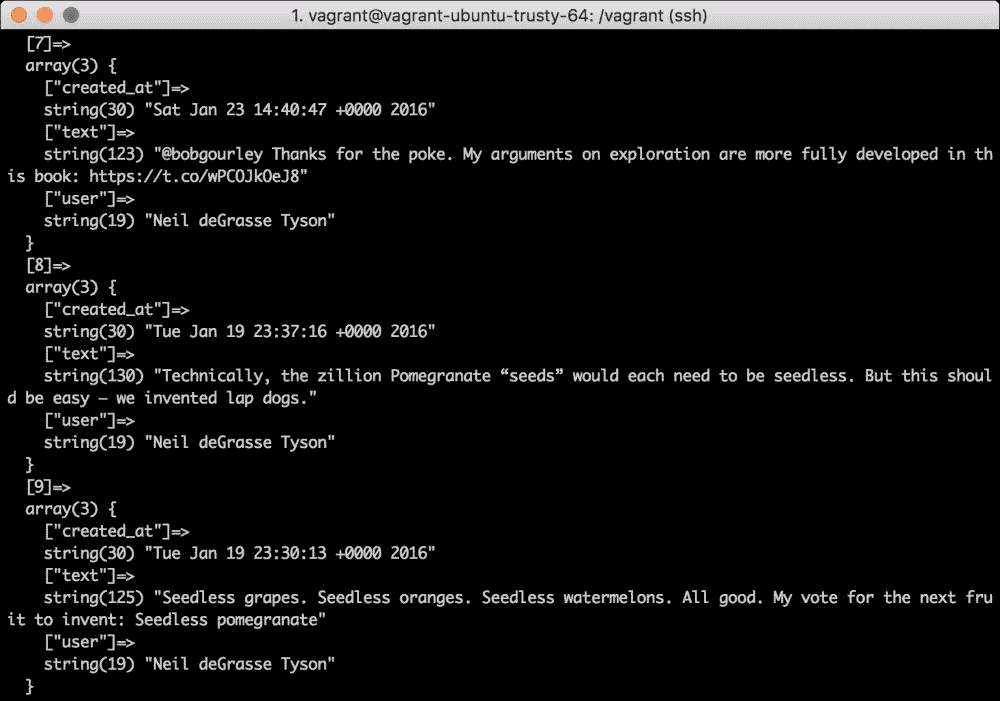 1. vagrant@vagrant-ubuntu-trusty-64: /vagrant (ssh)
[7]=>
array(3) {
["created_at"]=>
string(30) "Sat Jan 23 14:40:47 +0000 2016"
["text"]=>
string(123) "@bobgourley Thanks for the poke. My arguments on exploration are more fully developed in th
is book: https://t.co/wPCOJkOeJ8"
["user"]=>
string(19) "Neil deGrasse Tyson"
}
[8]=>
array(3) {
["created_at"]=>
string(30) "Tue Jan 19 23:37:16 +0000 2016"
["text"]=>
string(130) "Technically, the zillion Pomegranate “seeds” would each need to be seedless. But this shoul
d be easy — we invented lap dogs."
["user"]=>
string(19) "Neil deGrasse Tyson"
}
[9]=>
array(3) {
["created_at"]=>
string(30) "Tue Jan 19 23:30:13 +0000 2016"
["text"]=>
string(125) "Seedless grapes. Seedless oranges. Seedless watermelons. All good. My vote for the next fru
it to invent: Seedless pomegranate"
["user"]=>
string(19) "Neil deGrasse Tyson"
}